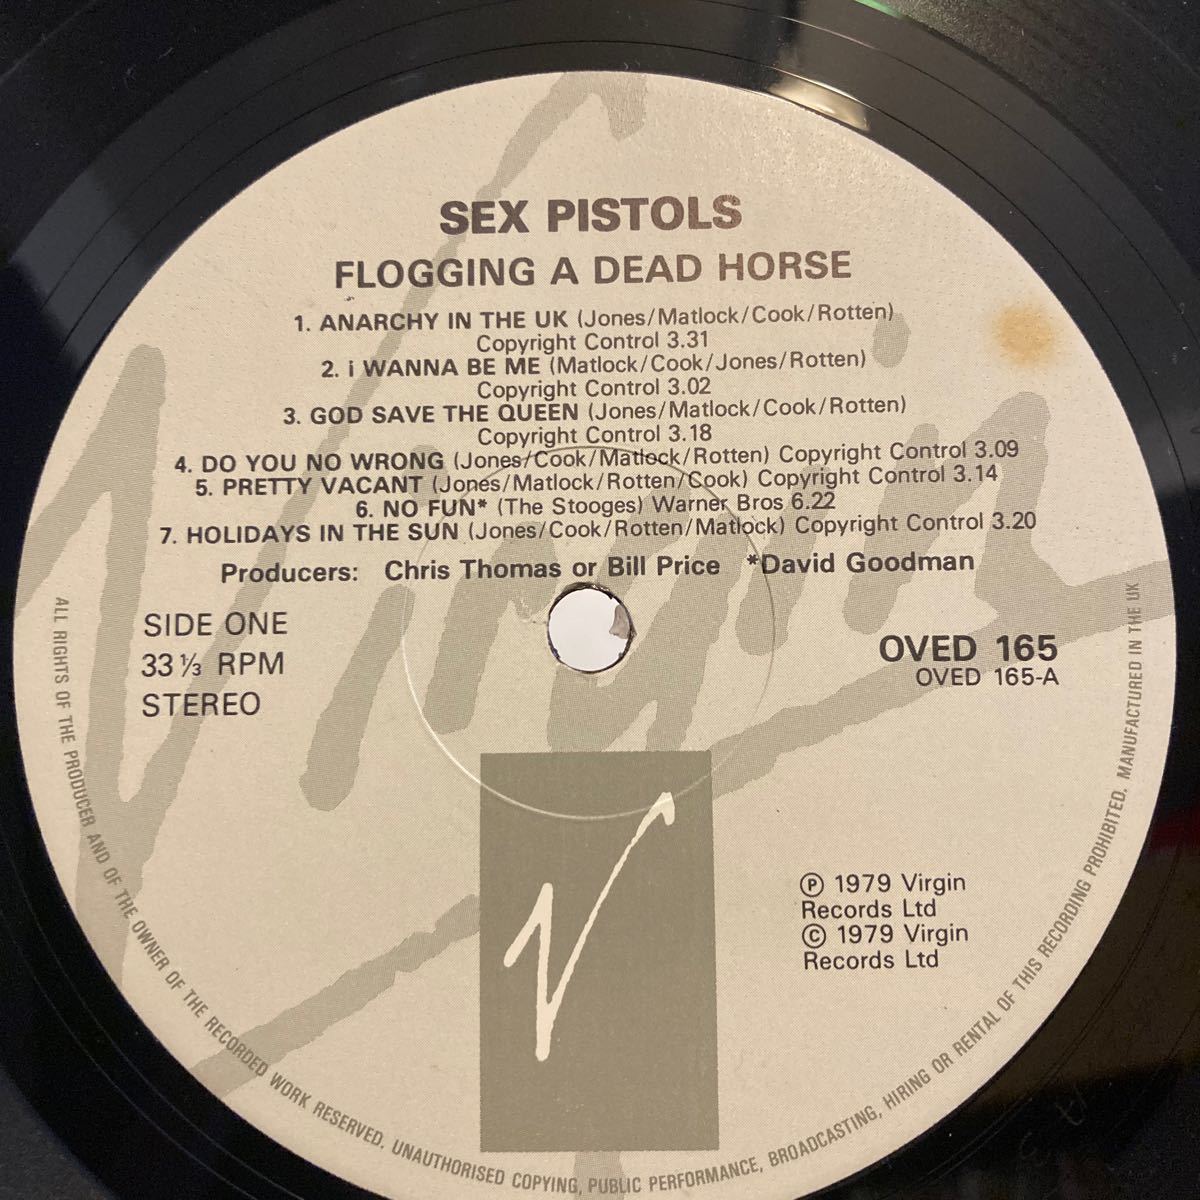 SEX PISTOLS
FLOGGING A DEAD HORSE
1. ANARCHY IN THE UK (Jones/Matlock/Cook/Rotten)
Copyright Control 3.31
2. i WANNA BE ME (Matlock/Cook/Jones/Rotten)
Copyright Control 3.02
3. GOD SAVE THE QUEEN (Jones/Matlock/Cook/Rotten)
Copyright Control 3.18
4. DO YOU NO WRONG (Jones/Cook/Matlock/Rotten) Copyright Control 3.09
5. PRETTY VACANT (Jones/Matlock/Rotten/Cook) Copyright Control 3.14
6. NO FUN* (The Stooges) Warner Bros 6.22
7. HOLIDAYS IN THE SUN (Jones/Cook/Rotten/Matlock) Copyright Control 3.20
Producers: Chris Thomas or Bill Price *David Goodman
SIDE ONE
33 ⅓ RPM
STEREO
OVED 165
OVED 165-A
Virgin
℗ 1979 Virgin
Records Ltd
© 1979 Virgin
Records Ltd
ALL RIGHTS OF THE PRODUCER AND OF THE OWNER OF THE RECORDED WORK RESERVED. UNAUTHORISED COPYING, PUBLIC PERFORMANCE, BROADCASTING, HIRING OR RENTAL OF THIS RECORDING PROHIBITED. MANUFACTURED IN THE UK